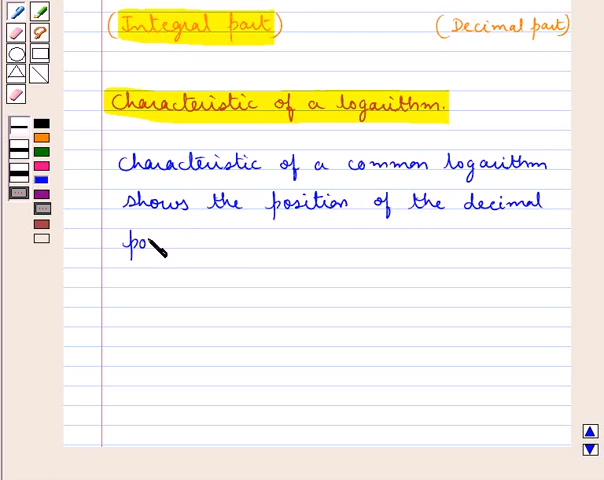 (Integral part) (Decimal part)
Characteristic of a logarithm.
Characteristic of a common logarithm
shows the position of the decimal
po